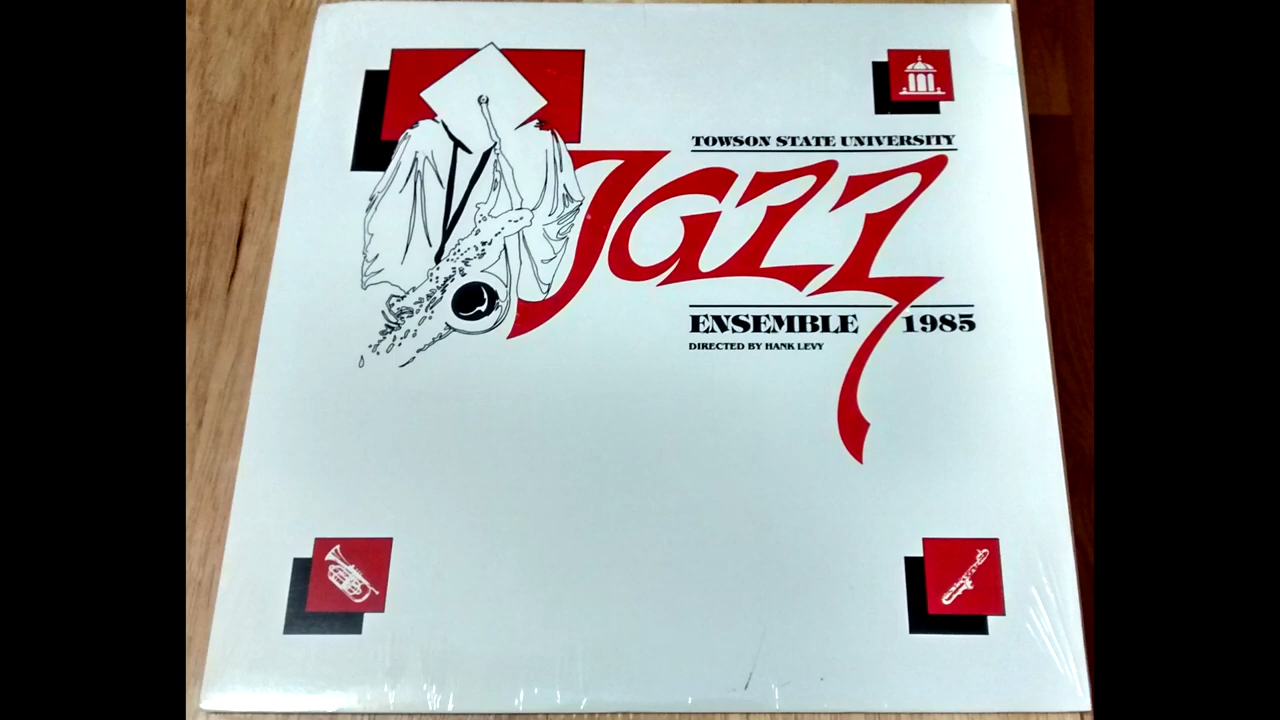 TOWSON STATE UNIVERSITY
Jazz
ENSEMBLE 1985
DIRECTED BY HANK LEVY